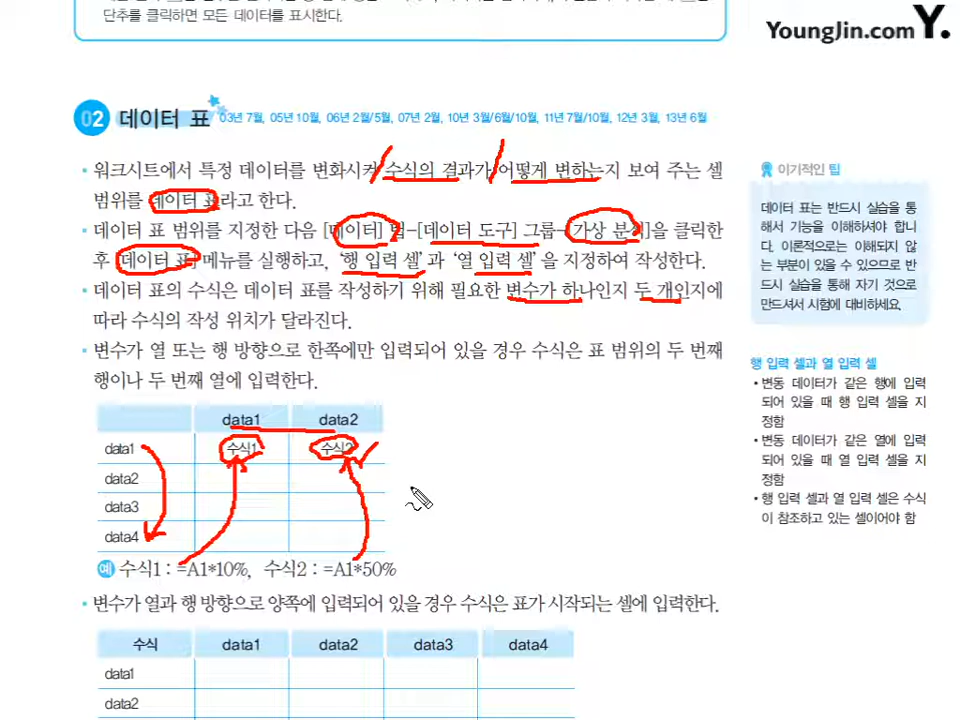 단추를 클릭하면 모든 데이터를 표시한다.
YoungJin.com Y.
02 데이터 표 03년 7월, 05년 10월, 06년 2월/5월, 07년 2월, 10년 3월/6월/10월, 11년 7월/10월, 12년 3월, 13년 6월
• 워크시트에서 특정 데이터를 변화시켜 수식의 결과가 어떻게 변하는지 보여 주는 셀
범위를 데이터 표라고 한다.
• 데이터 표 범위를 지정한 다음 [데이터] 탭-[데이터 도구] 그룹-[가상 분석]을 클릭한
후 [데이터 표] 메뉴를 실행하고, ‘행 입력 셀’과 ‘열 입력 셀’을 지정하여 작성한다.
• 데이터 표의 수식은 데이터 표를 작성하기 위해 필요한 변수가 하나인지 두 개인지에
따라 수식의 작성 위치가 달라진다.
• 변수가 열 또는 행 방향으로 한쪽에만 입력되어 있을 경우 수식은 표 범위의 두 번째
행이나 두 번째 열에 입력한다.
data1 data2
data1 수식1 수식2
data2
data3
data4
예 수식1 : =A1*10%, 수식2 : =A1*50%
• 변수가 열과 행 방향으로 양쪽에 입력되어 있을 경우 수식은 표가 시작되는 셀에 입력한다.
수식 data1 data2 data3 data4
data1
data2
이기적인 팁
데이터 표는 반드시 실습을 통
해서 기능을 이해하셔야 합니
다. 이론적으로는 이해되지 않
는 부분이 있을 수 있으므로 반
드시 실습을 통해 자기 것으로
만드셔서 시험에 대비하세요.
행 입력 셀과 열 입력 셀
• 변동 데이터가 같은 행에 입력
되어 있을 때 행 입력 셀을 지
정함
• 변동 데이터가 같은 열에 입력
되어 있을 때 열 입력 셀을 지
정함
• 행 입력 셀과 열 입력 셀은 수식
이 참조하고 있는 셀이어야 함